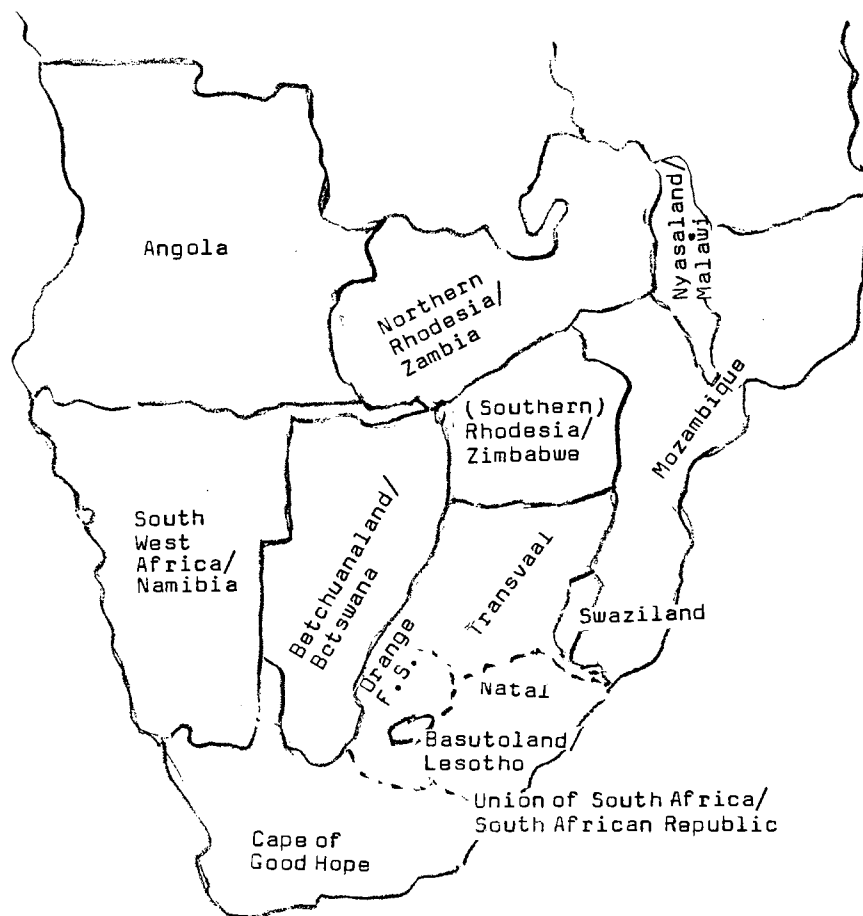 Angola
Northern
Rhodesia/
Zambia
Nyasaland/
Malawi
(Southern)
Rhodesia/
Zimbabwe
Mozambique
South
West
Africa/
Namibia
Betchuanaland/
Botswana
Transvaal
Swaziland
Orange
F.S.
Natal
Basutoland/
Lesotho
Union of South Africa/
South African Republic
Cape of
Good Hope